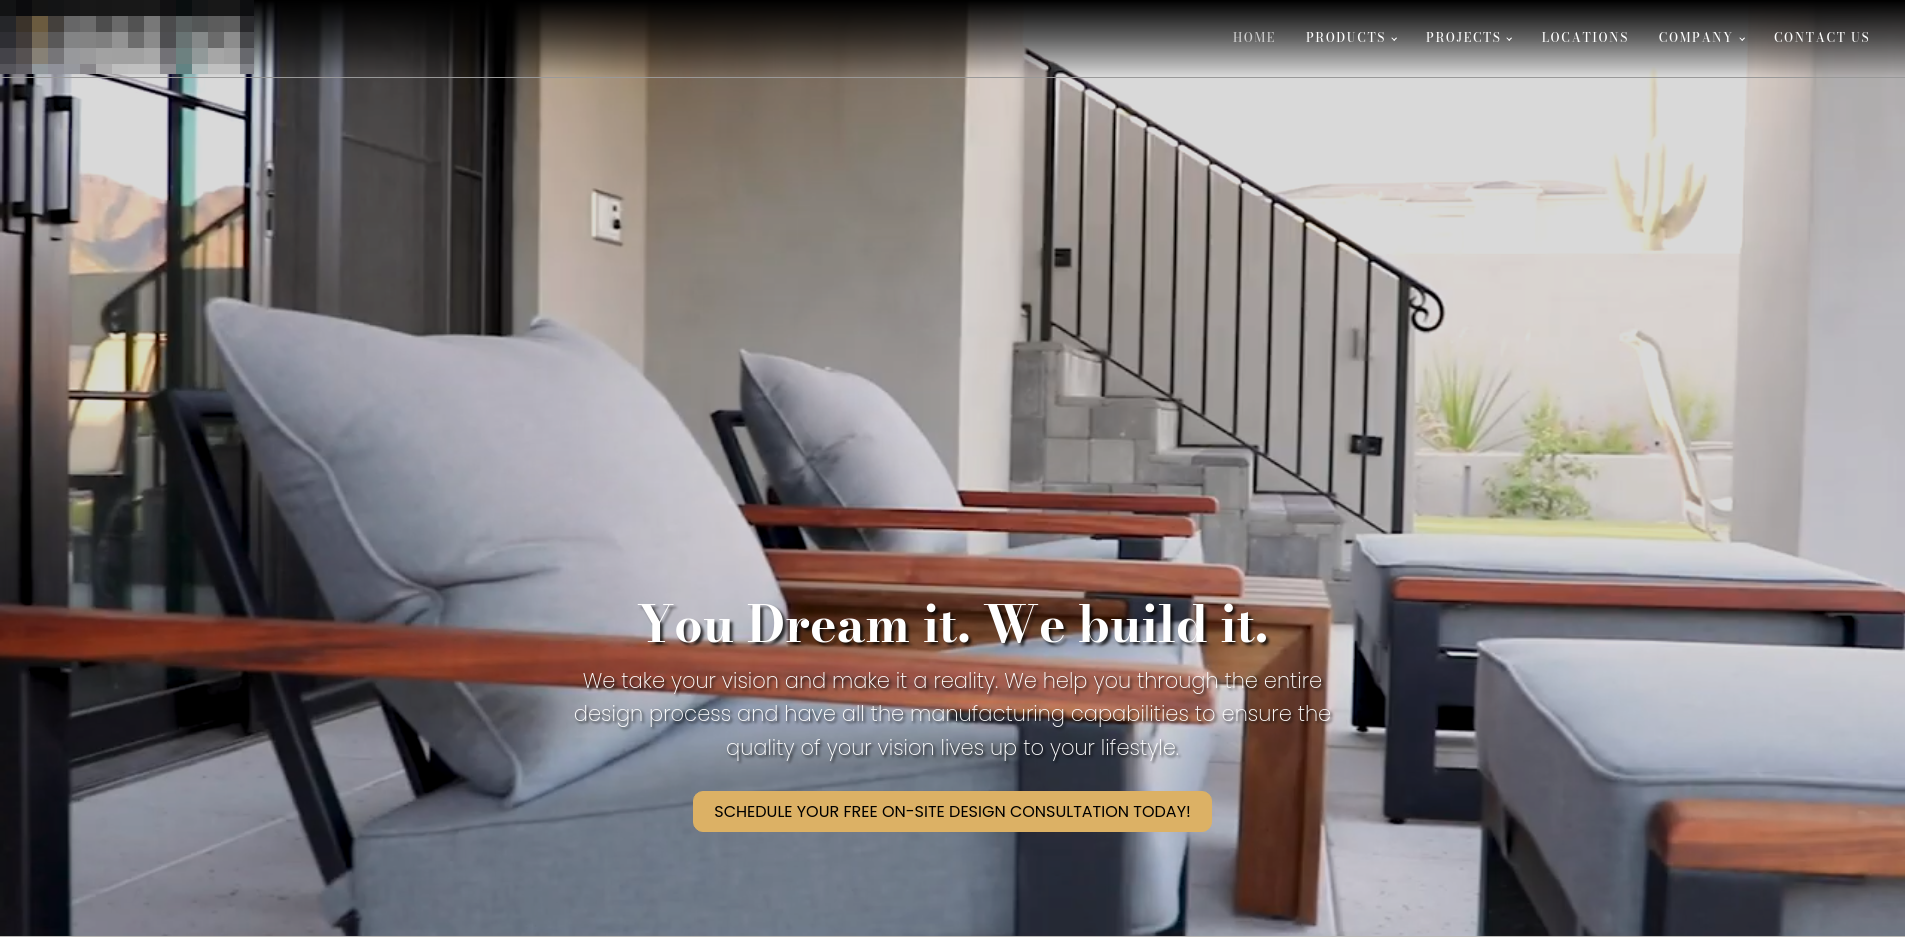 HOME PRODUCTS PROJECTS LOCATIONS COMPANY CONTACT US
You Dream it. We build it.
We take your vision and make it a reality. We help you through the entire
design process and have all the manufacturing capabilities to ensure the
quality of your vision lives up to your lifestyle.
SCHEDULE YOUR FREE ON-SITE DESIGN CONSULTATION TODAY!